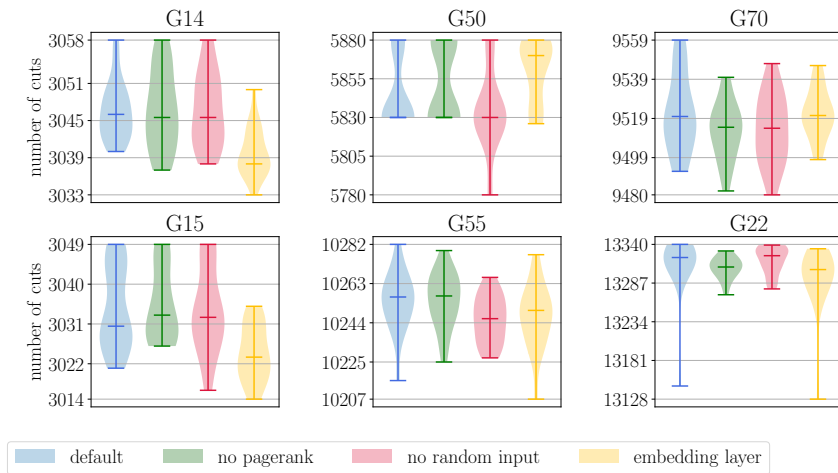 G14
G50
G70
number of cuts
3058
3051
3045
3039
3033
5880
5855
5830
5805
5780
9559
9539
9519
9499
9480
G15
G55
G22
number of cuts
3049
3040
3031
3022
3014
10282
10263
10244
10225
10207
13340
13287
13234
13181
13128
default
no pagerank
no random input
embedding layer